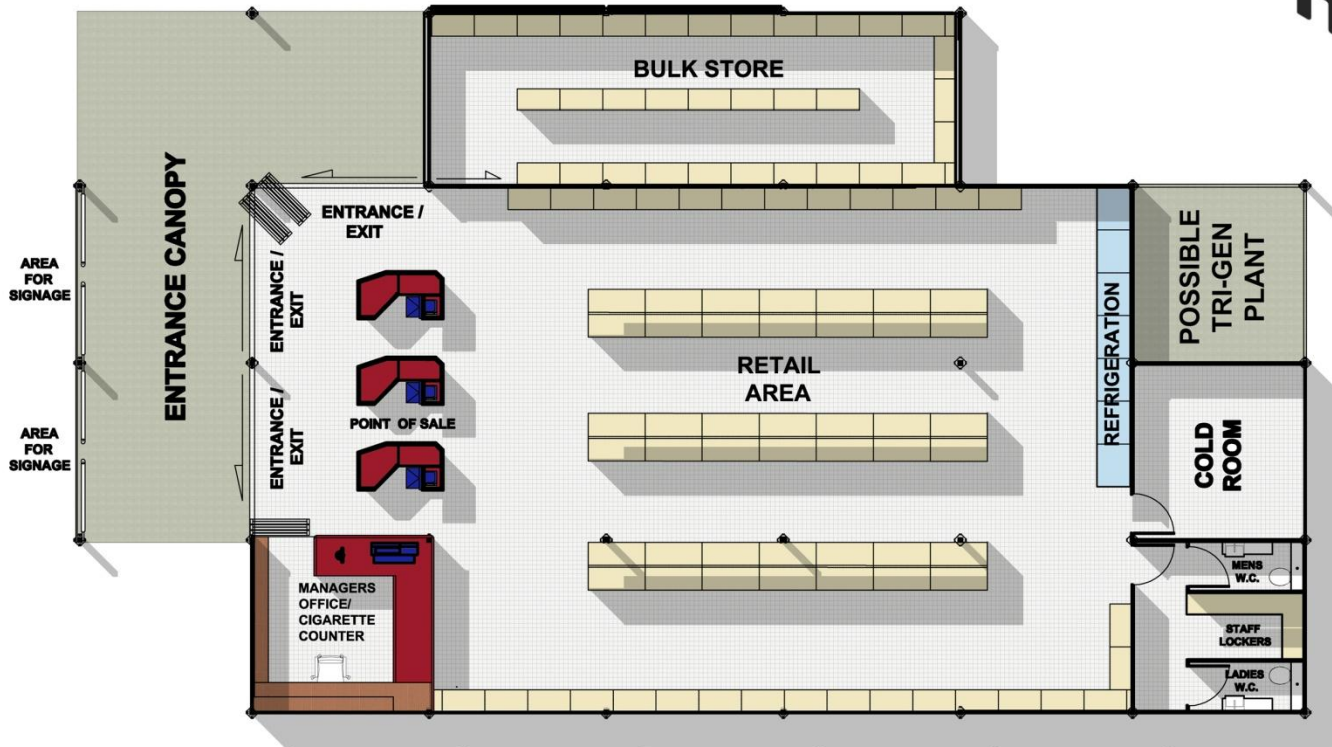 BULK STORE
ENTRANCE CANOPY
ENTRANCE /
EXIT
AREA
FOR
SIGNAGE
ENTRANCE /
EXIT
POSSIBLE
TRI-GEN
PLANT
REFRIGERATION
RETAIL
AREA
AREA
FOR
SIGNAGE
ENTRANCE /
EXIT
POINT OF SALE
COLD
ROOM
MANAGERS
OFFICE/
CIGARETTE
COUNTER
MENS
W.C.
STAFF
LOCKERS
LADIES
W.C.